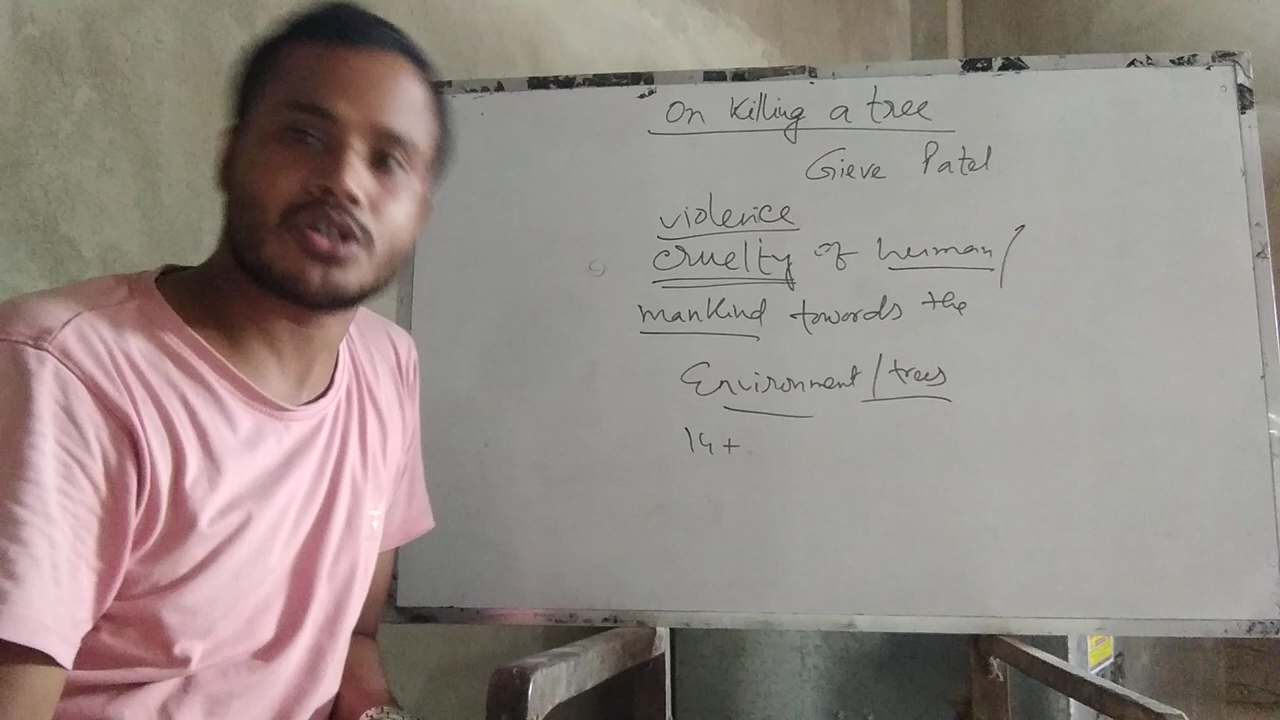 On Killing a tree
Gieve Patel
violence
cruelty of human/
mankind towards the
Environment / trees
14+